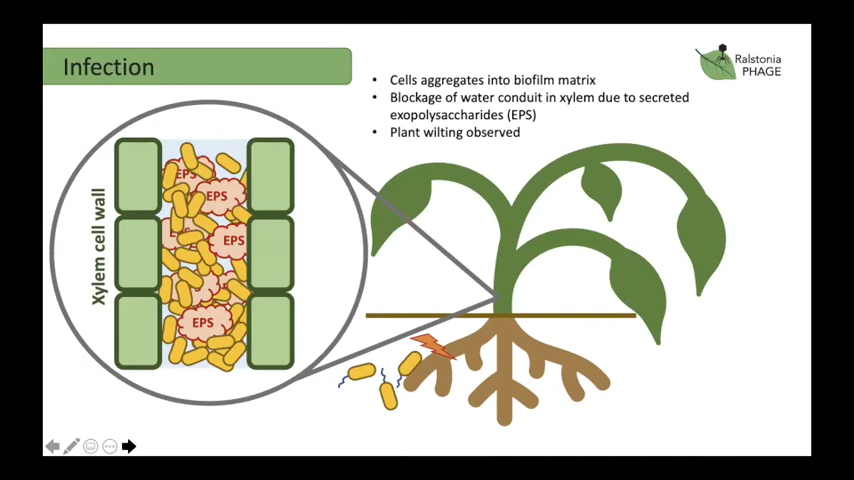 Infection
Ralstonia
PHAGE
• Cells aggregates into biofilm matrix
• Blockage of water conduit in xylem due to secreted
exopolysaccharides (EPS)
• Plant wilting observed
Xylem cell wall
EPS
EPS
EPS
EPS